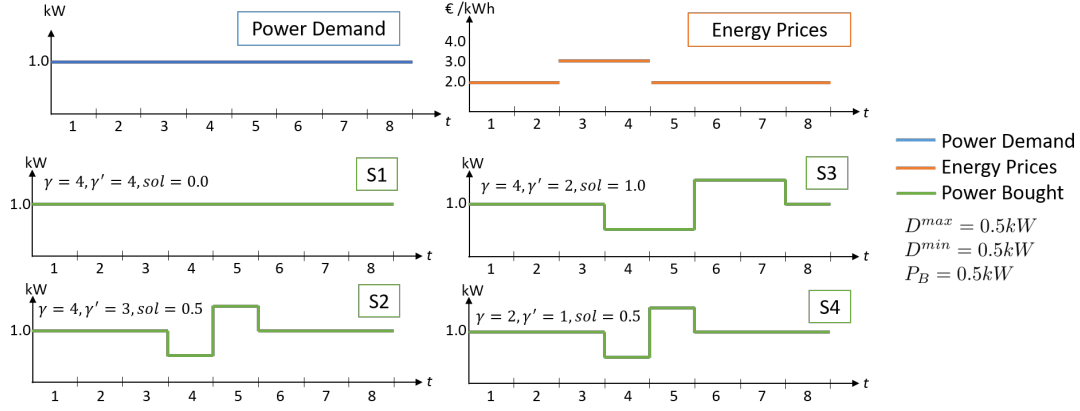 kW
Power Demand
1.0
1 2 3 4 5 6 7 8
t
€ /kWh
Energy Prices
4.0
3.0
2.0
1 2 3 4 5 6 7 8
t
kW
S1
γ = 4, γ′ = 4, sol = 0.0
1.0
1 2 3 4 5 6 7 8
t
kW
S3
γ = 4, γ′ = 2, sol = 1.0
1.0
1 2 3 4 5 6 7 8
t
kW
S2
γ = 4, γ′ = 3, sol = 0.5
1.0
1 2 3 4 5 6 7 8
t
kW
S4
γ = 2, γ′ = 1, sol = 0.5
1.0
1 2 3 4 5 6 7 8
t
Power Demand
Energy Prices
Power Bought
D^max = 0.5kW
D^min = 0.5kW
P_B = 0.5kW